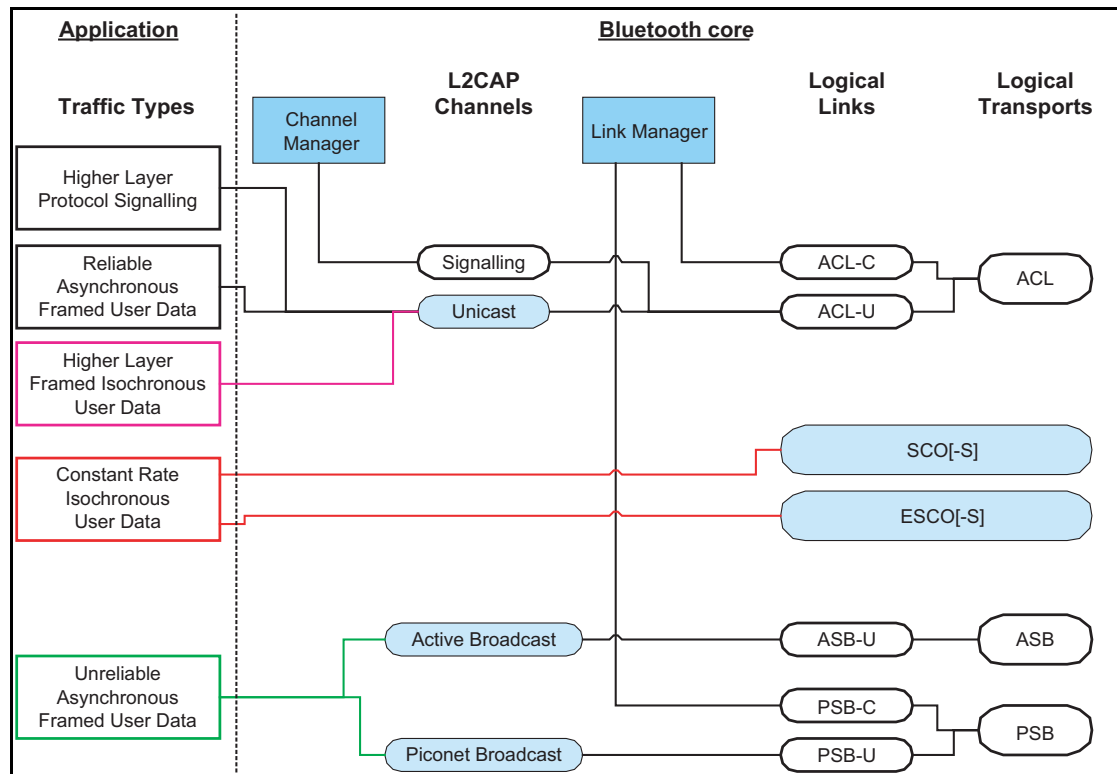 Application
Bluetooth core
Traffic Types
L2CAP
Channels
Logical
Links
Logical
Transports
Channel
Manager
Link Manager
Higher Layer
Protocol Signalling
Reliable
Asynchronous
Framed User Data
Signalling
ACL-C
ACL
Unicast
ACL-U
Higher Layer
Framed Isochronous
User Data
Constant Rate
Isochronous
User Data
SCO[-S]
ESCO[-S]
Unreliable
Asynchronous
Framed User Data
Active Broadcast
ASB-U
ASB
PSB-C
PSB
Piconet Broadcast
PSB-U